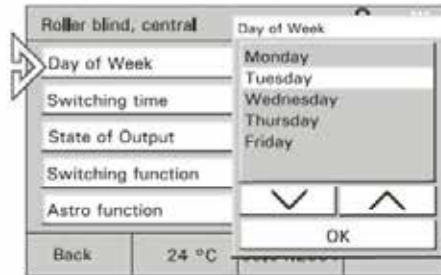 Roller blind, central
Day of Week
Switching time
State of Output
Switching function
Astro function
Back
24 °C
Day of Week
Monday
Tuesday
Wednesday
Thursday
Friday
OK